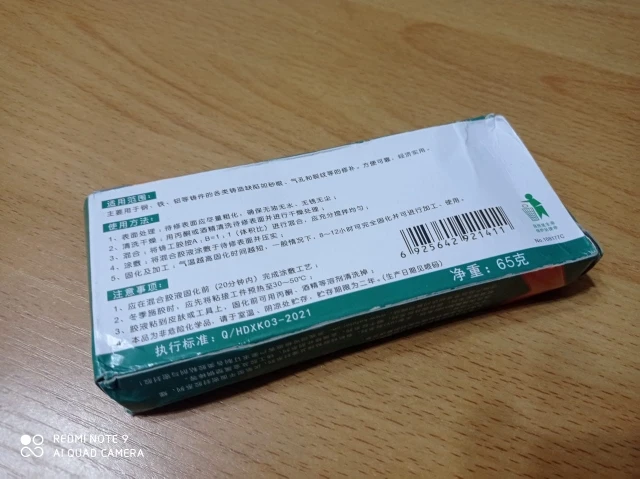 适用范围:
主要用于钢、铁、铝等铸件的各类铸造缺陷如砂眼、气孔和裂纹等的修补。方便可靠、经济实用。
使用方法:
1、表面处理:待修表面应尽量粗化,确保无油无水、无锈无尘;
2、清洗干燥:用丙酮或酒精清洗待修表面并进行干燥处理;
3、混合:将铸工胶按A:B=1:1(体积比)进行混合,应充分搅拌均匀;
4、涂敷:将混合胶液涂敷于待修表面并压实;
5、固化及加工:气温越高固化时间越短,一般情况下,8~12小时可完全固化并可进行加工、使用。
注意事项:
1、应在混合胶液固化前(20分钟内)完成涂敷工艺;
2、冬季施胶时,应先将粘接工件预热至30~50℃;
3、胶液粘到皮肤或工具上,固化前可用丙酮、酒精等溶剂清洗掉;
4、本品为非危险化学品,请于室温、阴凉处贮存,贮存期限为二年。(生产日期见喷码)
执行标准:Q/HDXK03-2021
6 925642 921411
净重:65克
REDMI NOTE 9
AI QUAD CAMERA